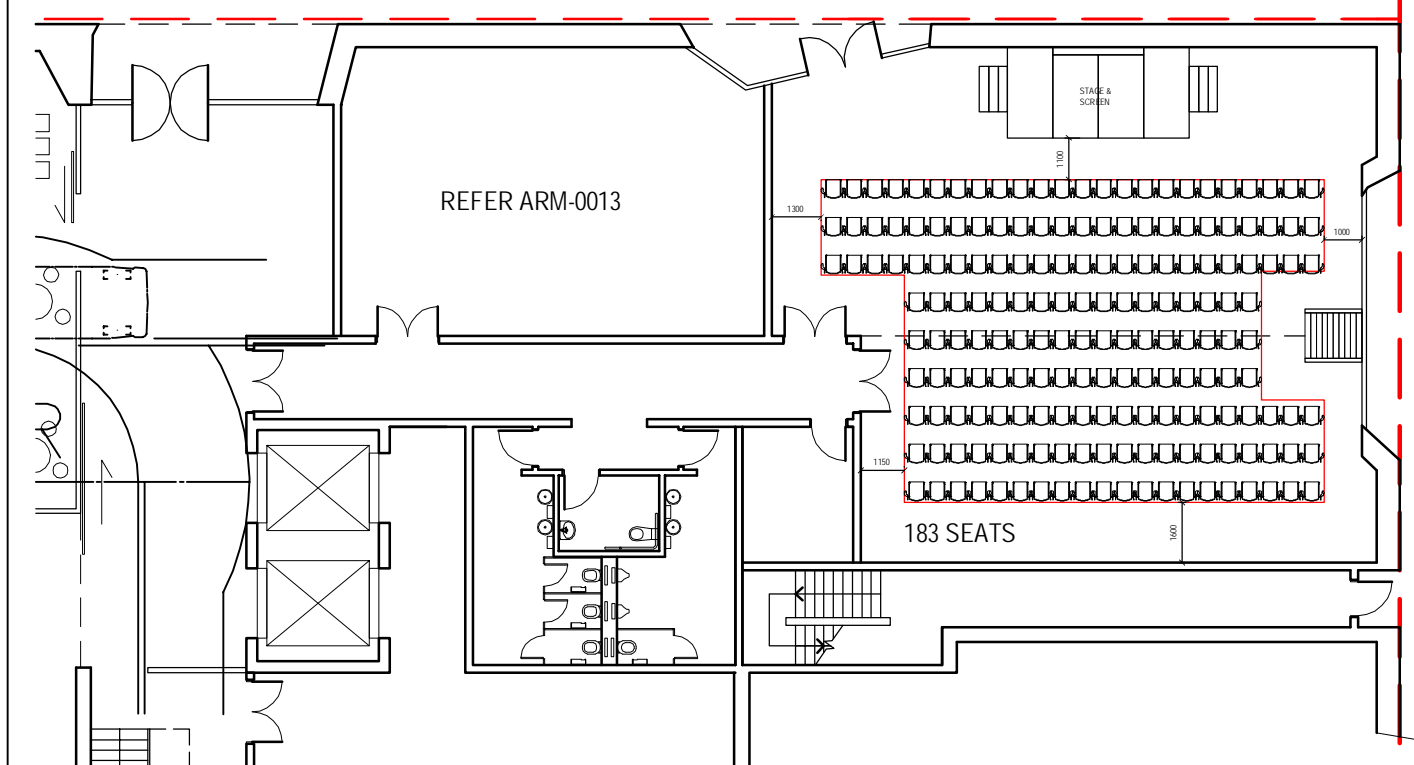 STAGE &
SCREEN
1100
REFER ARM-0013
1300
1000
1150
183 SEATS
1600